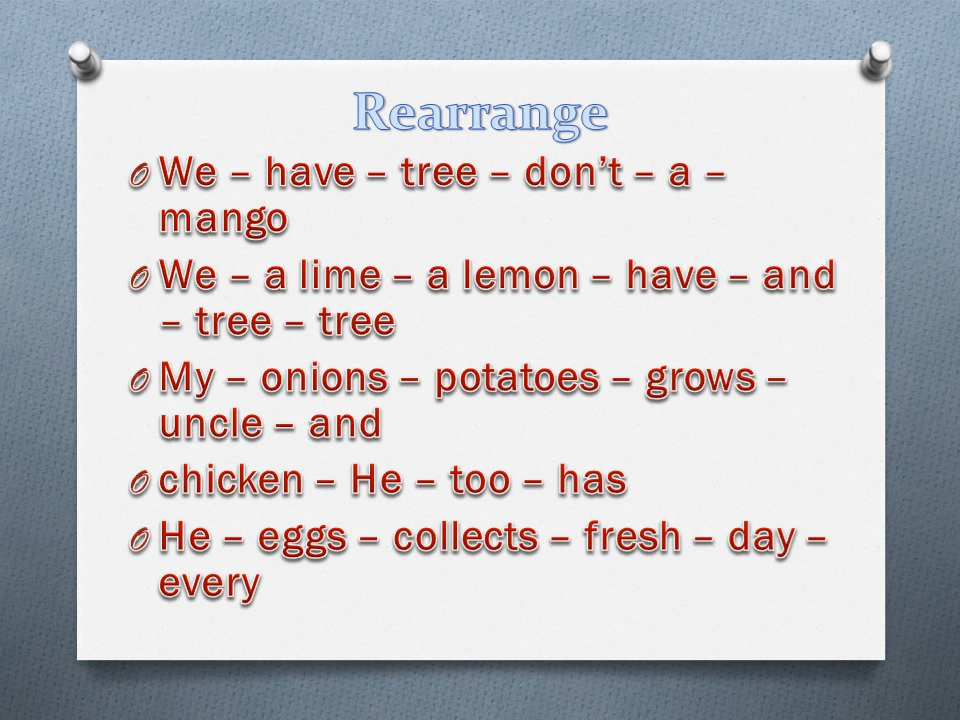 Rearrange
We – have – tree – don’t – a –
mango
We – a lime – a lemon – have – and
– tree – tree
My – onions – potatoes – grows –
uncle – and
chicken – He – too – has
He – eggs – collects – fresh – day –
every